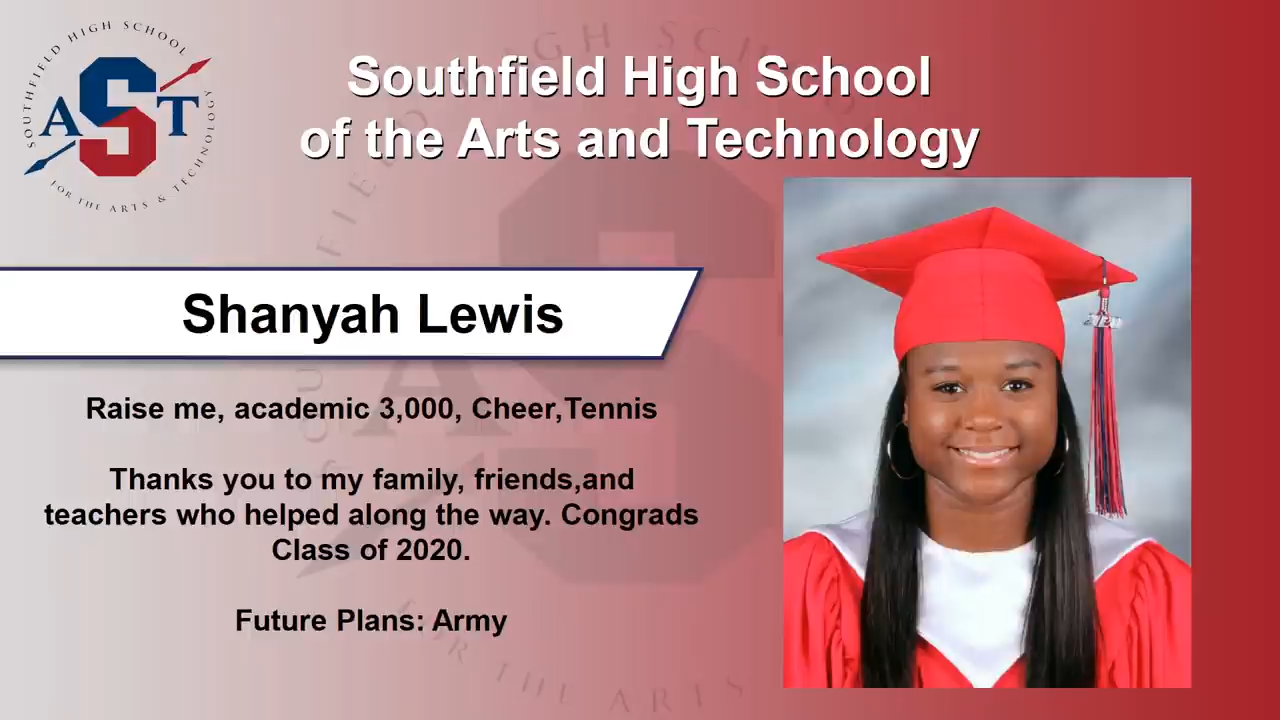 SOUTHFIELD HIGH SCHOOL
AST
FOR THE ARTS & TECHNOLOGY
Southfield High School
of the Arts and Technology
Shanyah Lewis
Raise me, academic 3,000, Cheer,Tennis
Thanks you to my family, friends,and
teachers who helped along the way. Congrads
Class of 2020.
Future Plans: Army